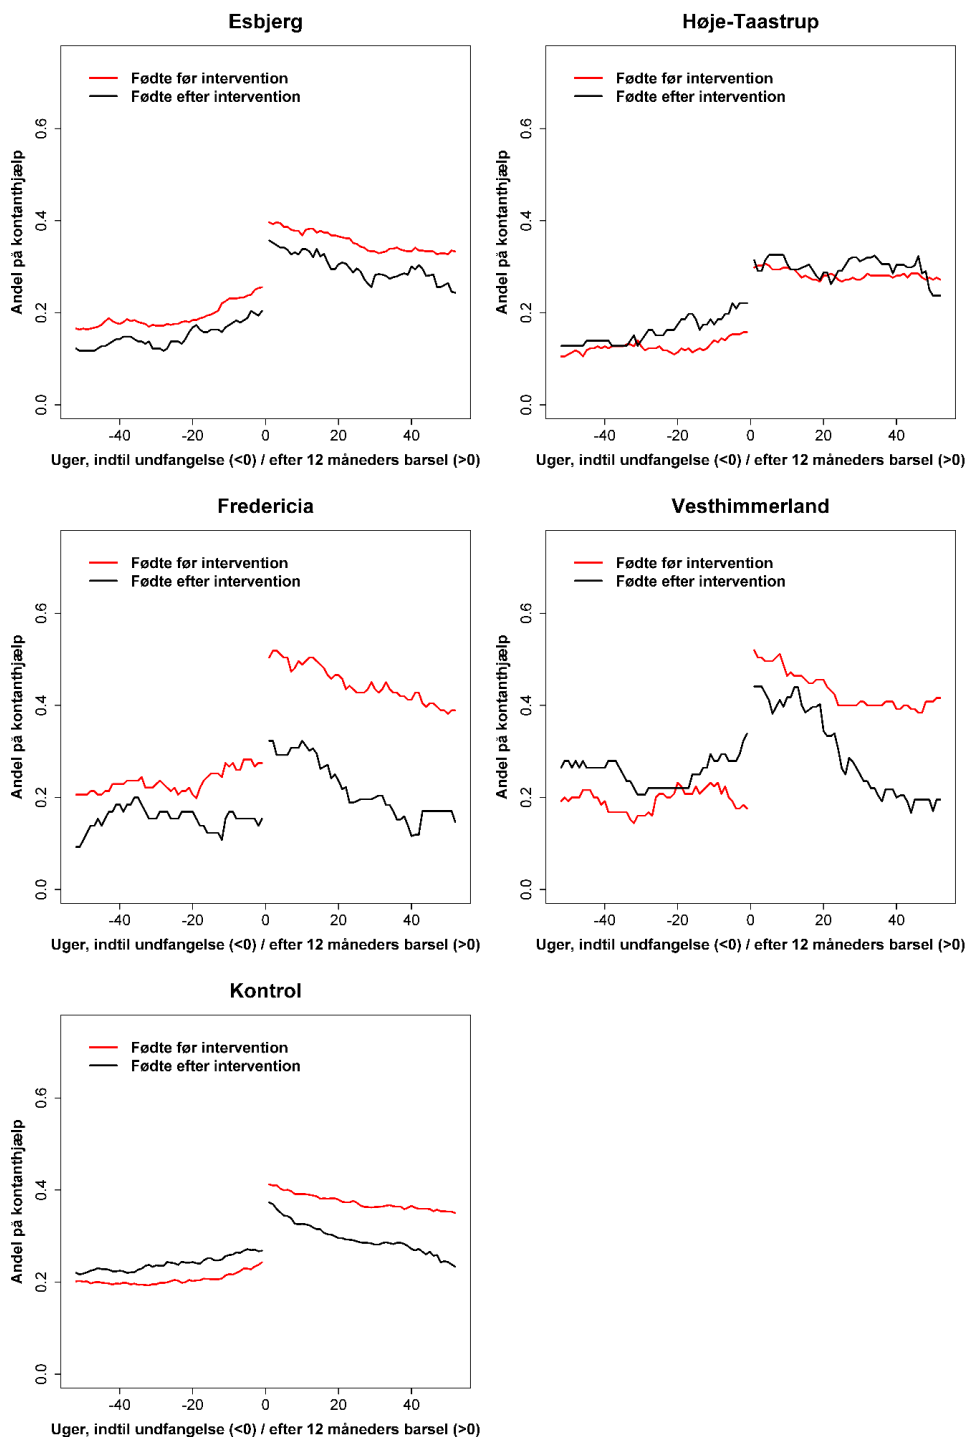 Esbjerg
Fødte før intervention
Fødte efter intervention
Andel på kontanthjælp
0.0 0.2 0.4 0.6
-40 -20 0 20 40
Uger, indtil undfangelse (<0) / efter 12 måneders barsel (>0)
Høje-Taastrup
Fødte før intervention
Fødte efter intervention
Andel på kontanthjælp
0.0 0.2 0.4 0.6
-40 -20 0 20 40
Uger, indtil undfangelse (<0) / efter 12 måneders barsel (>0)
Fredericia
Fødte før intervention
Fødte efter intervention
Andel på kontanthjælp
0.0 0.2 0.4 0.6
-40 -20 0 20 40
Uger, indtil undfangelse (<0) / efter 12 måneders barsel (>0)
Vesthimmerland
Fødte før intervention
Fødte efter intervention
Andel på kontanthjælp
0.0 0.2 0.4 0.6
-40 -20 0 20 40
Uger, indtil undfangelse (<0) / efter 12 måneders barsel (>0)
Kontrol
Fødte før intervention
Fødte efter intervention
Andel på kontanthjælp
0.0 0.2 0.4 0.6
-40 -20 0 20 40
Uger, indtil undfangelse (<0) / efter 12 måneders barsel (>0)